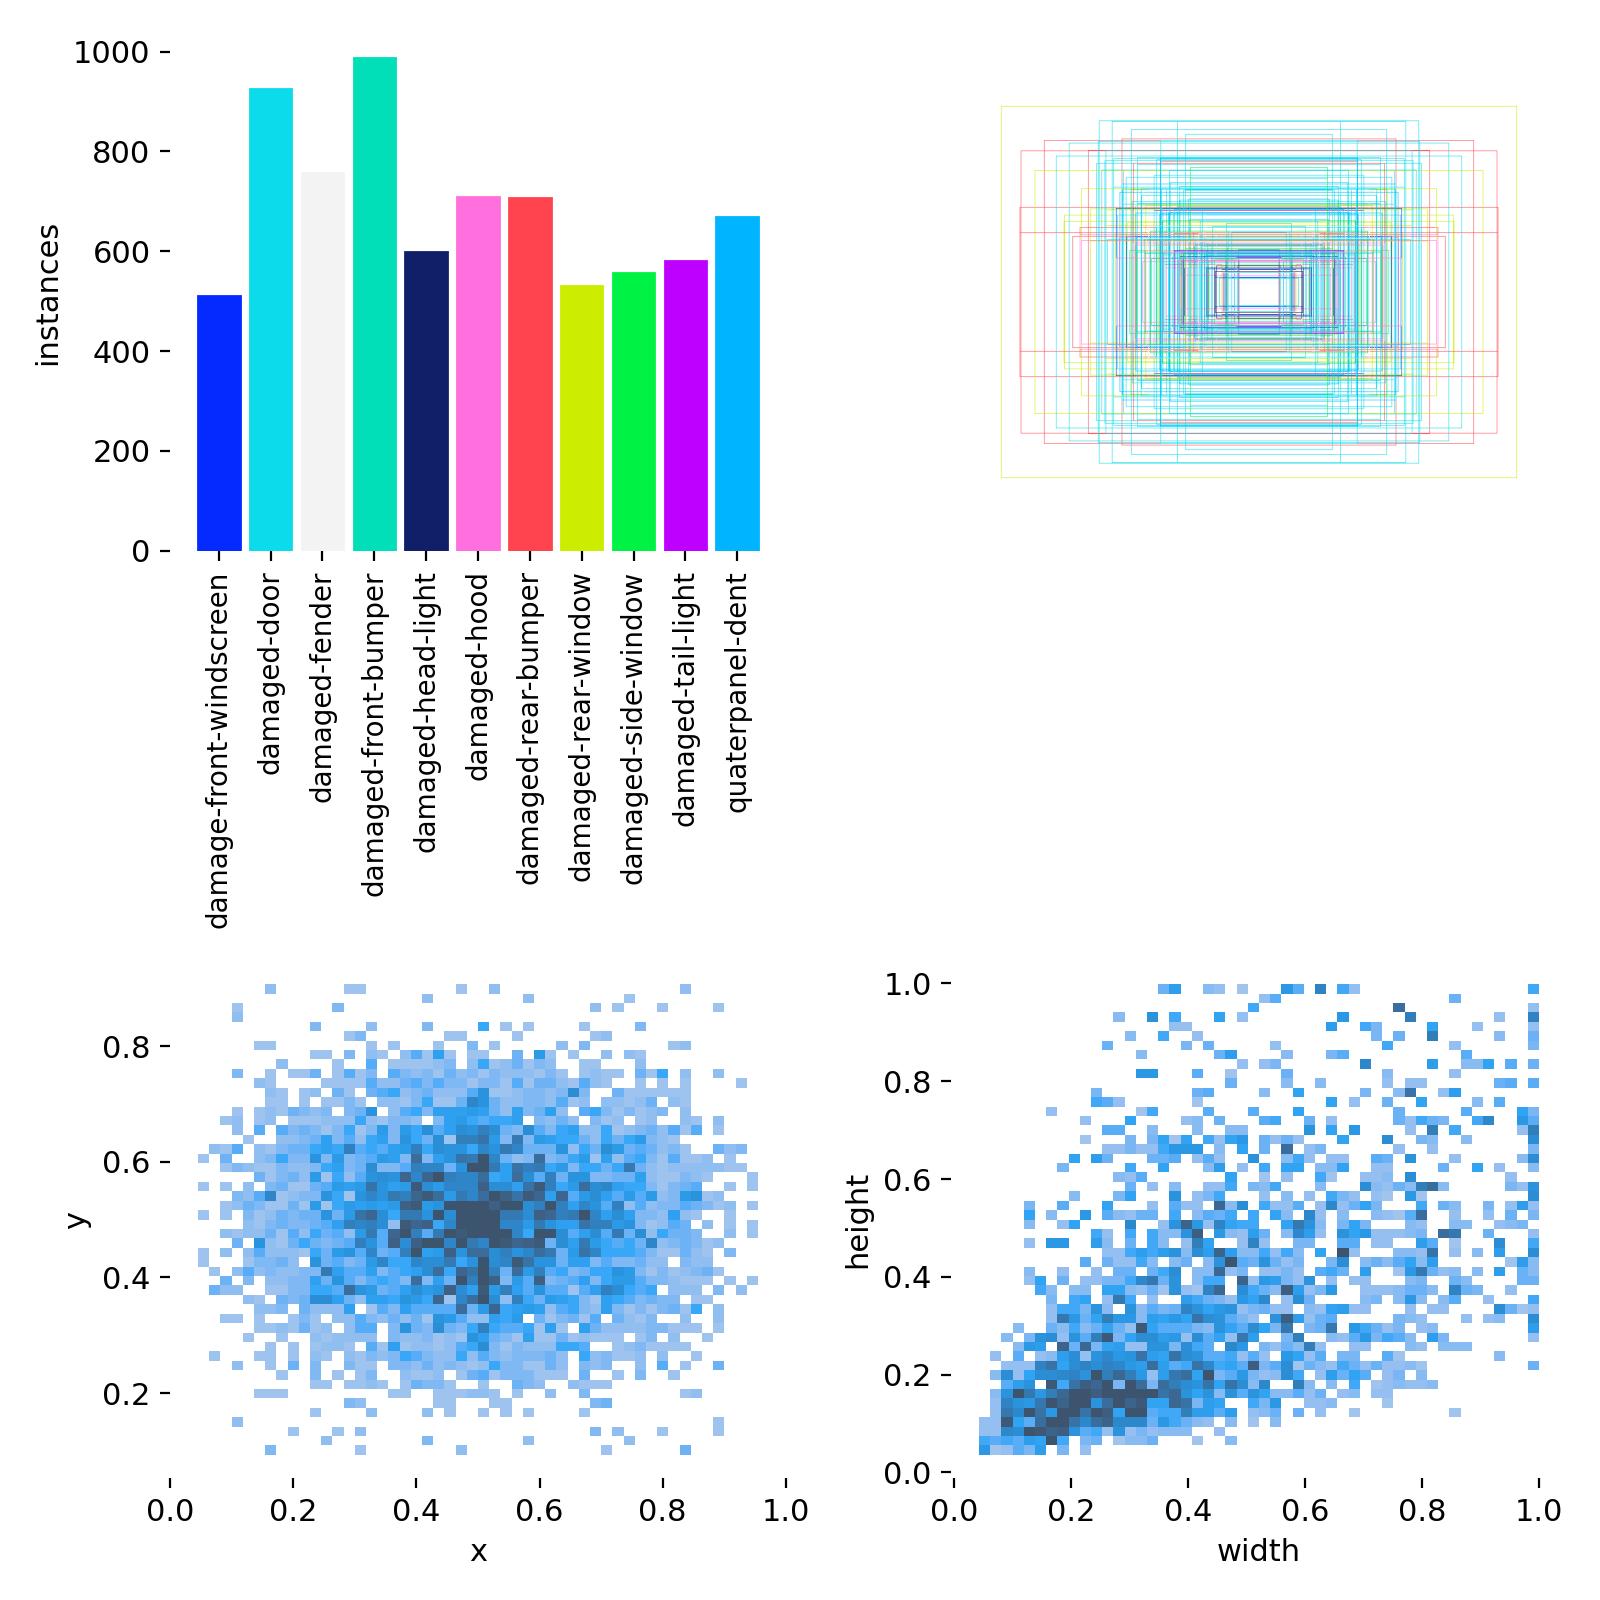 1000
800
600
400
200
0
instances
damage-front-windscreen
damaged-door
damaged-fender
damaged-front-bumper
damaged-head-light
damaged-hood
damaged-rear-bumper
damaged-rear-window
damaged-side-window
damaged-tail-light
quaterpanel-dent
0.8
0.6
0.4
0.2
y
0.0 0.2 0.4 0.6 0.8 1.0
x
1.0
0.8
0.6
0.4
0.2
0.0
height
0.0 0.2 0.4 0.6 0.8 1.0
width